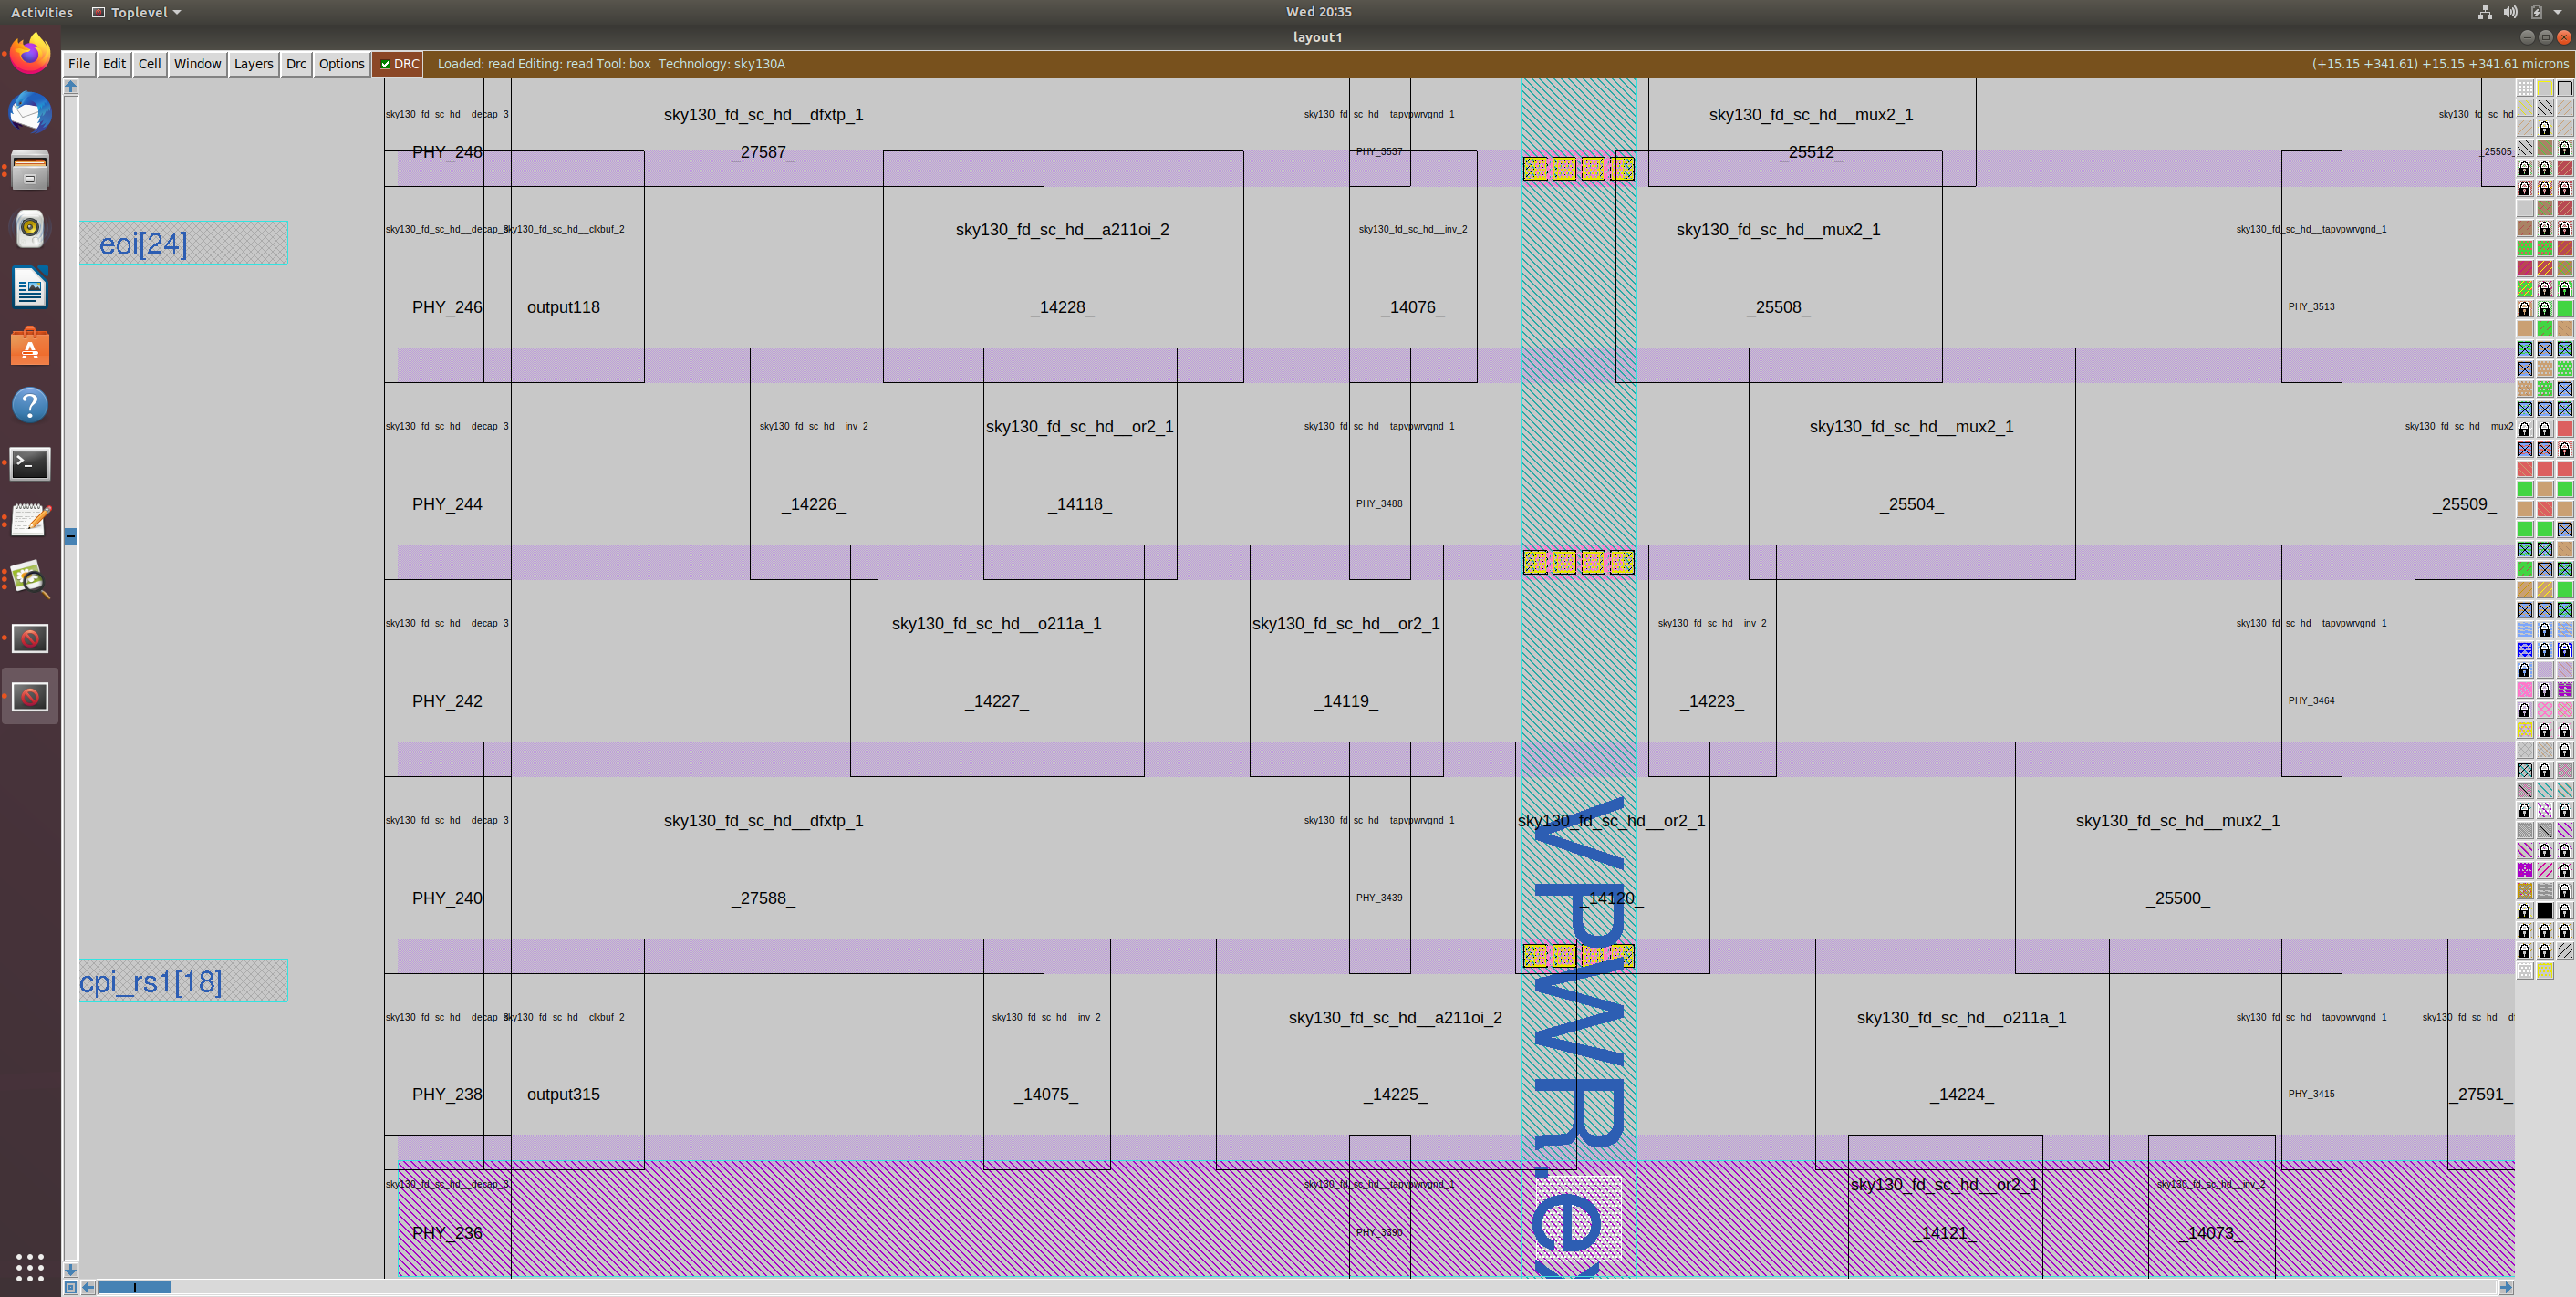 Activities Toplevel Wed 20:35
layout1
File Edit Cell Window Layers Drc Options DRC Loaded: read Editing: read Tool: box Technology: sky130A (+15.15 +341.61) +15.15 +341.61 microns
sky130_fd_sc_hd__decap_3 sky130_fd_sc_hd__dfxtp_1 sky130_fd_sc_hd__tapvpwrvgnd_1 sky130_fd_sc_hd__mux2_1 sky130_fd_sc_hd
PHY_248 _27587_ PHY_3537 _25512_ _25505
sky130_fd_sc_hd__decap_3 sky130_fd_sc_hd__clkbuf_2 sky130_fd_sc_hd__a211oi_2 sky130_fd_sc_hd__inv_2 sky130_fd_sc_hd__mux2_1 sky130_fd_sc_hd__tapvpwrvgnd_1
eoi[24]
PHY_246 output118 _14228_ _14076_ _25508_ PHY_3513
sky130_fd_sc_hd__decap_3 sky130_fd_sc_hd__inv_2 sky130_fd_sc_hd__or2_1 sky130_fd_sc_hd__tapvpwrvgnd_1 sky130_fd_sc_hd__mux2_1 sky130_fd_sc_hd__mux2
PHY_244 _14226_ _14118_ PHY_3488 _25504_ _25509_
sky130_fd_sc_hd__decap_3 sky130_fd_sc_hd__o211a_1 sky130_fd_sc_hd__or2_1 sky130_fd_sc_hd__inv_2 sky130_fd_sc_hd__tapvpwrvgnd_1
PHY_242 _14227_ _14119_ _14223_ PHY_3464
sky130_fd_sc_hd__decap_3 sky130_fd_sc_hd__dfxtp_1 sky130_fd_sc_hd__tapvpwrvgnd_1 sky130_fd_sc_hd__or2_1 sky130_fd_sc_hd__mux2_1
PHY_240 _27588_ PHY_3439 _14120_ _25500_
VPWR.e
cpi_rs1[18]
sky130_fd_sc_hd__decap_3 sky130_fd_sc_hd__clkbuf_2 sky130_fd_sc_hd__inv_2 sky130_fd_sc_hd__a211oi_2 sky130_fd_sc_hd__o211a_1 sky130_fd_sc_hd__tapvpwrvgnd_1 sky130_fd_sc_hd__df
PHY_238 output315 _14075_ _14225_ _14224_ PHY_3415 _27591_
sky130_fd_sc_hd__decap_3 sky130_fd_sc_hd__tapvpwrvgnd_1 sky130_fd_sc_hd__or2_1 sky130_fd_sc_hd__inv_2
PHY_236 PHY_3390 _14121_ _14073_